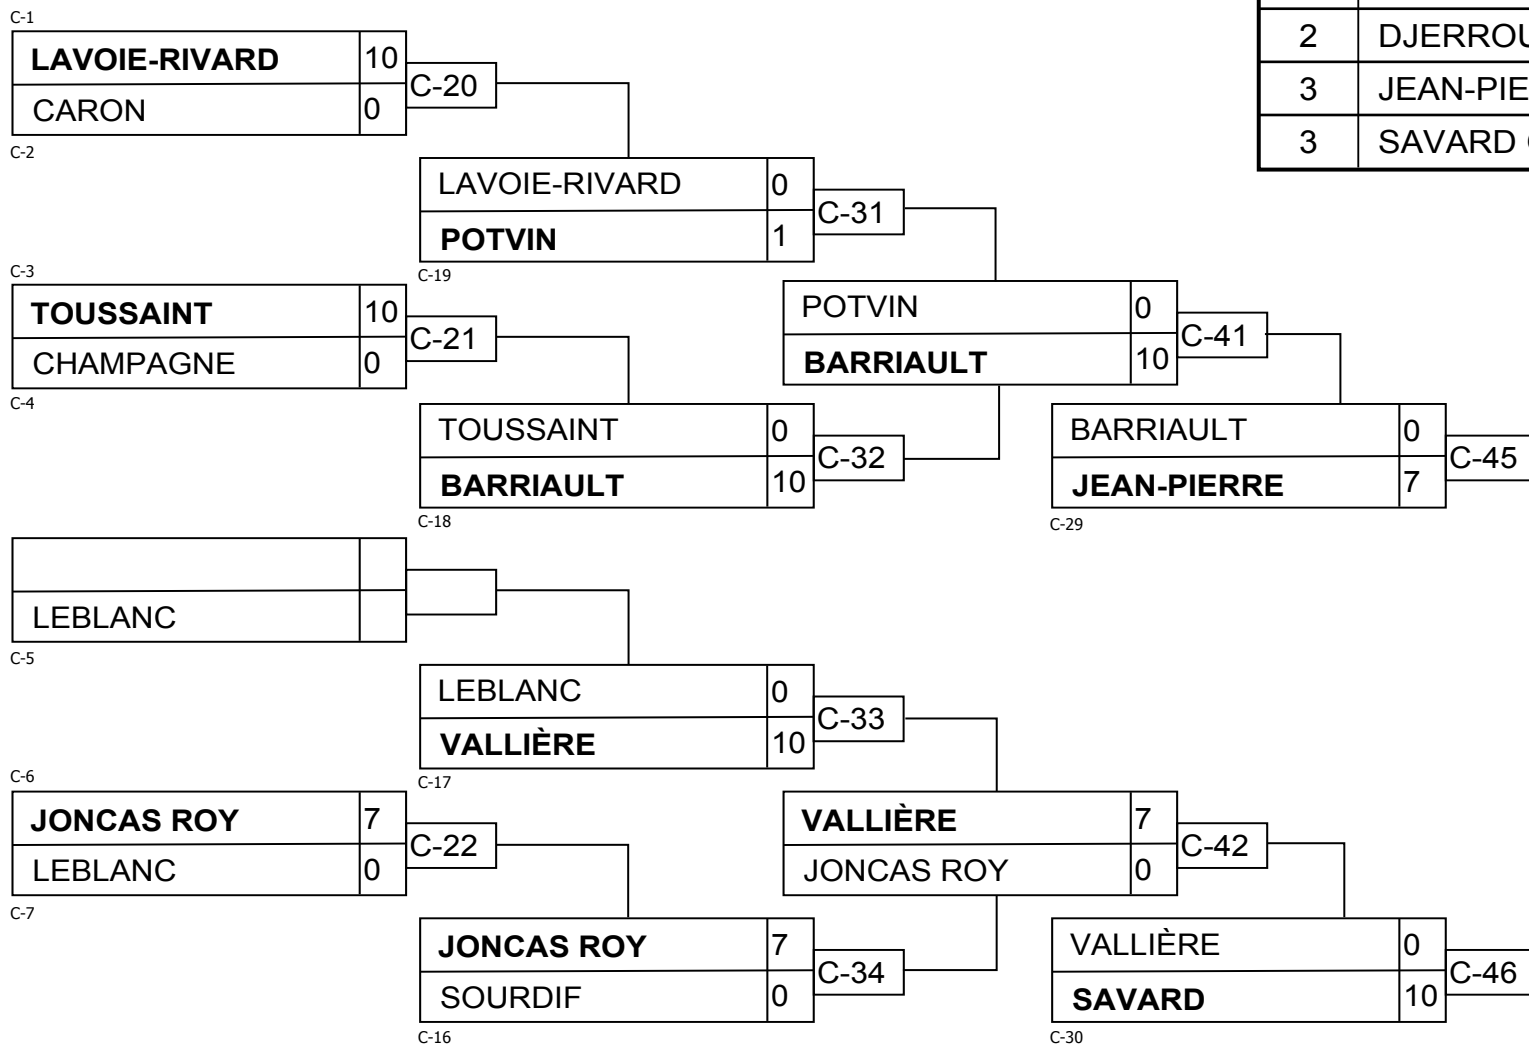 C-1
LAVOIE-RIVARD 10
C-20
CARON 0
C-2
2
3 JEAN-PIE
3 SAVARD
LAVOIE-RIVARD 0
C-31
POTVIN 1
C-19
C-3
TOUSSAINT 10
C-21
CHAMPAGNE 0
C-4
POTVIN 0
C-41
BARRIAULT 10
TOUSSAINT 0
C-32
BARRIAULT 10
C-18
BARRIAULT 0
C-45
JEAN-PIERRE 7
C-29
LEBLANC
C-5
LEBLANC 0
C-33
VALLIÈRE 10
C-17
C-6
JONCAS ROY 7
C-22
LEBLANC 0
C-7
VALLIÈRE 7
C-42
JONCAS ROY 0
JONCAS ROY 7
C-34
SOURDIF 0
C-16
VALLIÈRE 0
C-46
SAVARD 10
C-30